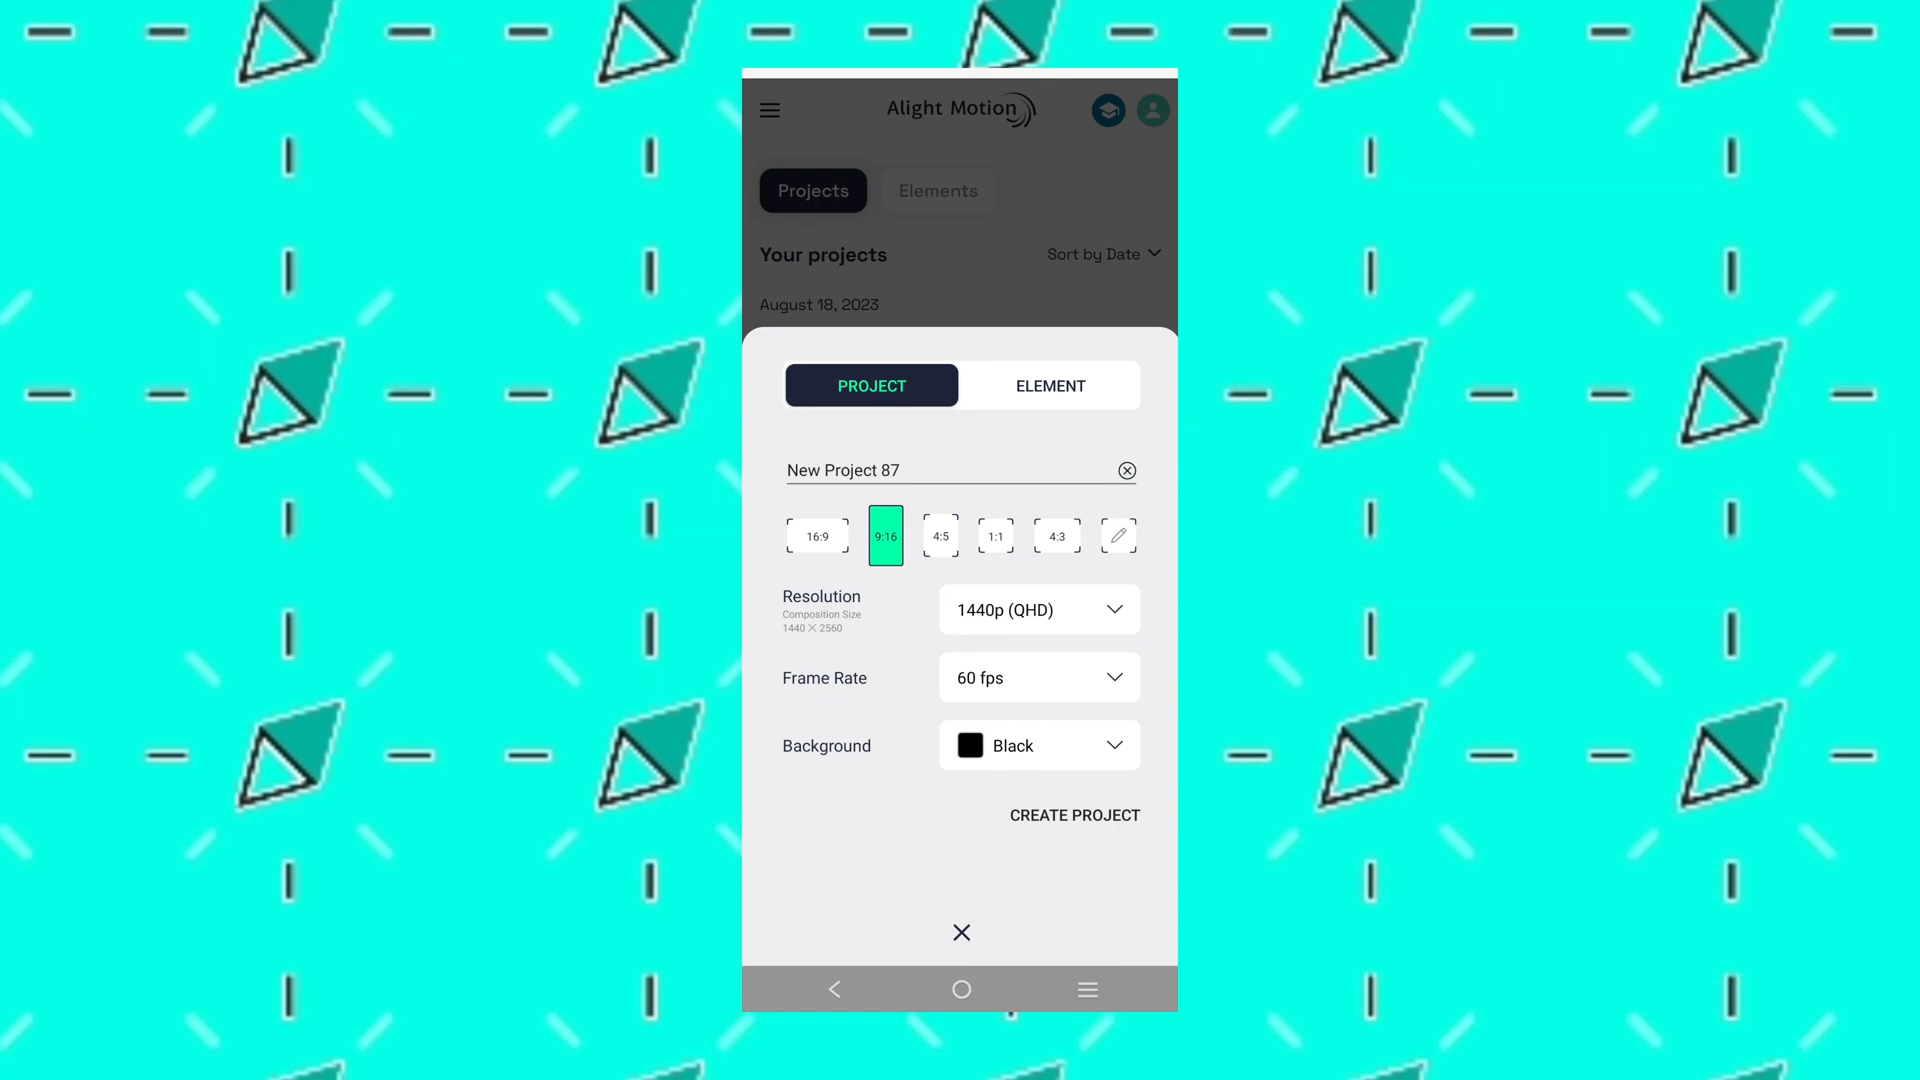 Alight Motion
Projects
Elements
Your projects
Sort by Date
August 18, 2023
PROJECT
ELEMENT
New Project 87
16:9
9:16
4:5
1:1
4:3
Resolution
Composition Size
1440 × 2560
1440p (QHD)
Frame Rate
60 fps
Background
Black
CREATE PROJECT